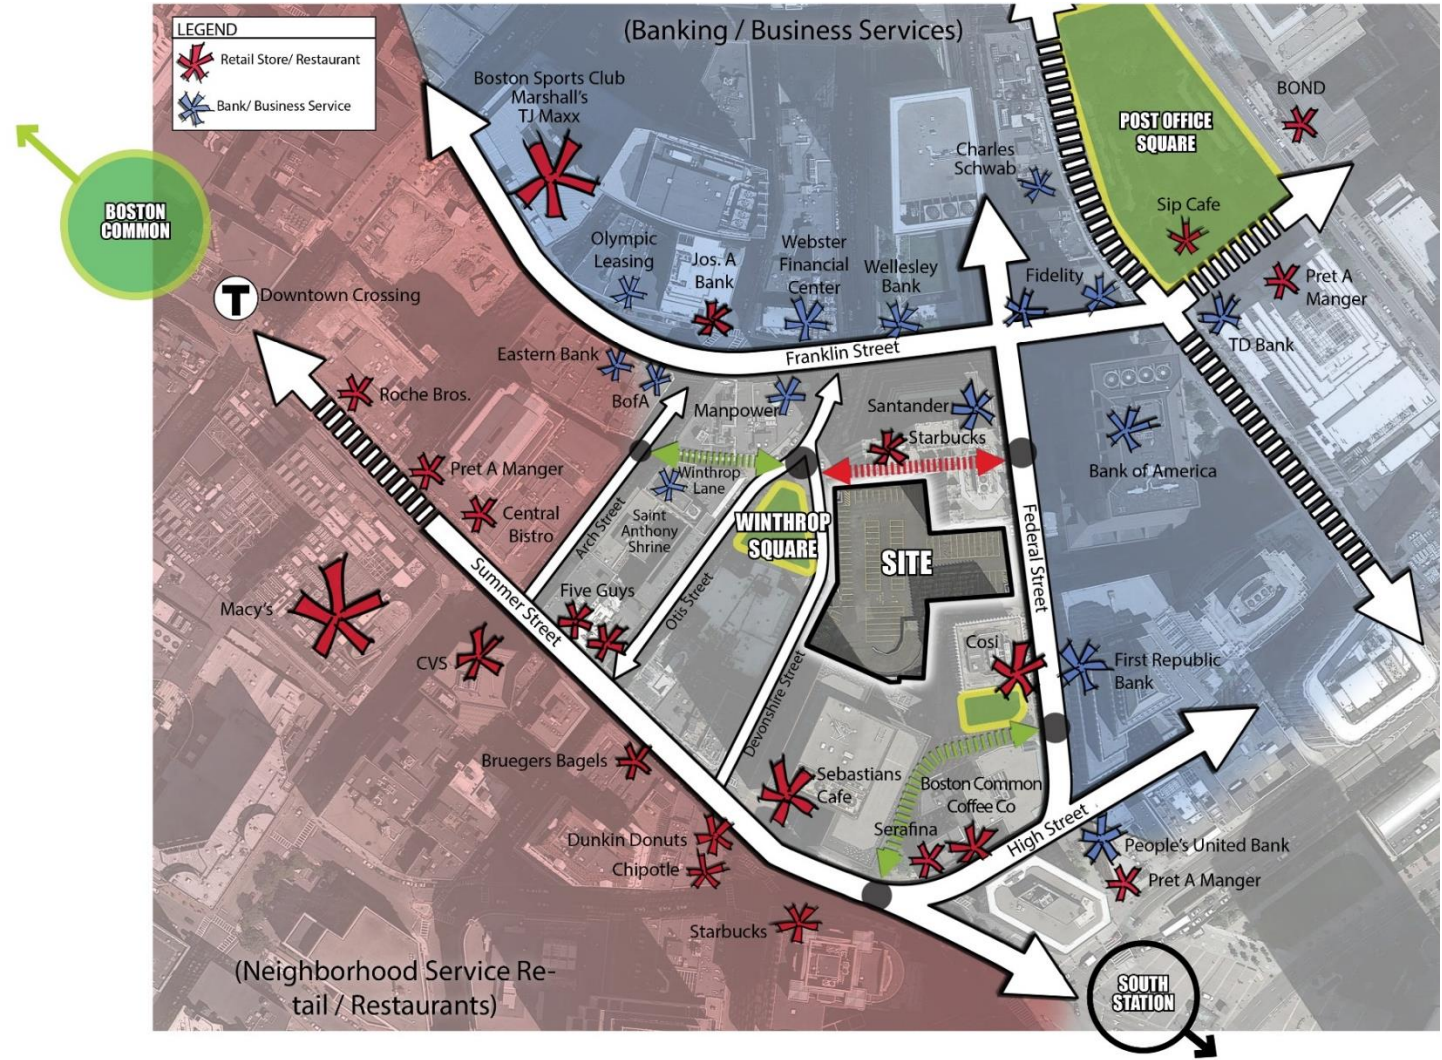 LEGEND
Retail Store/ Restaurant
Bank/ Business Service
(Banking / Business Services)
Boston Sports Club
Marshall's
TJ Maxx
BOND
POST OFFICE
SQUARE
Charles
Schwab
BOSTON
COMMON
Sip Cafe
Olympic
Leasing
Jos. A
Bank
Webster
Financial
Center
Wellesley
Bank
Fidelity
Pret A
Manger
T
Downtown Crossing
TD Bank
Franklin Street
Eastern Bank
BofA
Roche Bros.
Manpower
Santander
Starbucks
Pret A Manger
Bank of America
Winthrop
Lane
Central
Bistro
Arch Street
Saint
Anthony
Shrine
WINTHROP
SQUARE
SITE
Federal Street
Summer Street
Five Guys
Otis Street
Macy's
CVS
Cosi
First Republic
Bank
Devonshire Street
Bruegers Bagels
Sebastians
Cafe
Boston Common
Coffee Co
Dunkin Donuts
Serafina
High Street
People's United Bank
Chipotle
Pret A Manger
Starbucks
(Neighborhood Service Re-
tail / Restaurants)
SOUTH
STATION